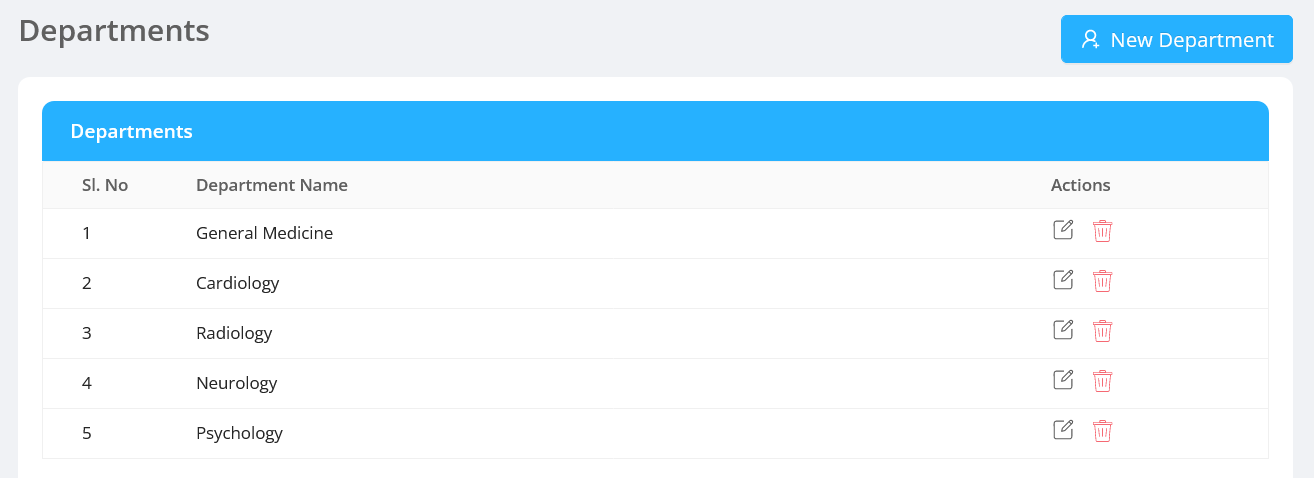 Departments
New Department
Departments
Sl. No Department Name Actions
1 General Medicine
2 Cardiology
3 Radiology
4 Neurology
5 Psychology